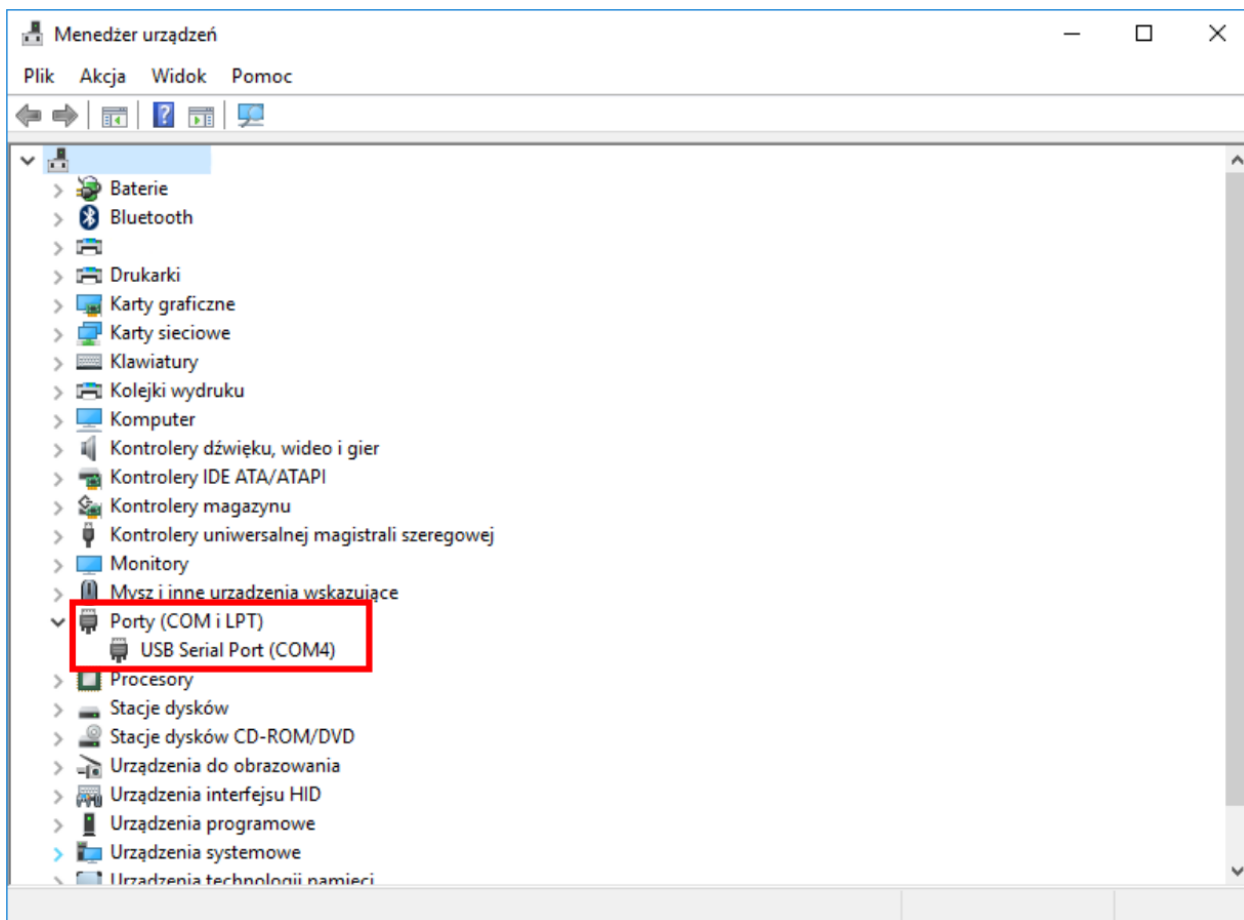 Menedżer urządzeń
Plik Akcja Widok Pomoc
Baterie
Bluetooth
Drukarki
Karty graficzne
Karty sieciowe
Klawiatury
Kolejki wydruku
Komputer
Kontrolery dźwięku, wideo i gier
Kontrolery IDE ATA/ATAPI
Kontrolery magazynu
Kontrolery uniwersalnej magistrali szeregowej
Monitory
Mysz i inne urządzenia wskazujące
Porty (COM i LPT)
USB Serial Port (COM4)
Procesory
Stacje dysków
Stacje dysków CD-ROM/DVD
Urządzenia do obrazowania
Urządzenia interfejsu HID
Urządzenia programowe
Urządzenia systemowe
Urządzenia technologii pamięci